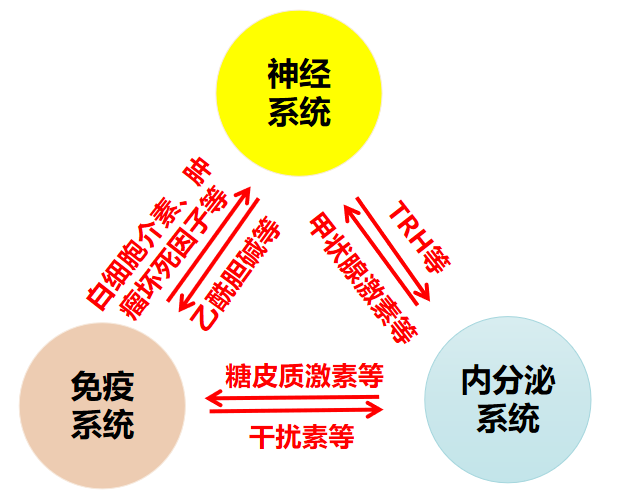 神经
系统
白细胞介素、肿
瘤坏死因子等
乙酰胆碱等
TRH等
甲状腺激素等
免疫
系统
糖皮质激素等
干扰素等
内分泌
系统